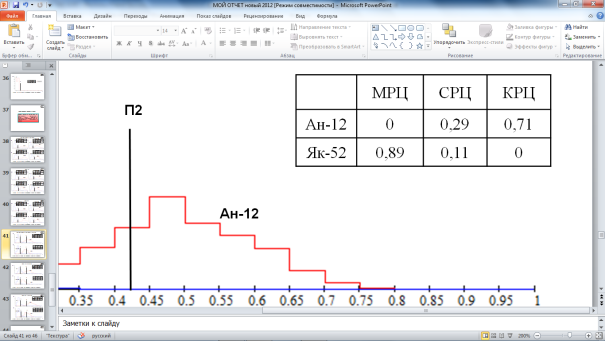 МОЙ ОТЧЕТ новый 2012 [Режим совместимости] - Microsoft PowerPoint
Файл Главная Вставка Дизайн Переходы Анимация Показ слайдов Рецензирование Вид Формула
Вставить Создать слайд Макет Восстановить Раздел
Направление текста Выровнять текст Преобразовать в SmartArt
Упорядочить Экспресс-стили Заливка фигуры Контур фигуры Эффекты фигур
Найти Заменить Выделить
Буфер обмена Слайды Шрифт Абзац Рисование Редактирование
36
37
38
39
40
41
42
43
44
МРЦ СРЦ КРЦ
Ан-12 0 0,29 0,71
Як-52 0,89 0,11 0
П2
Ан-12
0.35 0.4 0.45 0.5 0.55 0.6 0.65 0.7 0.75 0.8 0.85 0.9 0.95 1
Заметки к слайду
Слайд 41 из 46 "Текстура" русский 200%